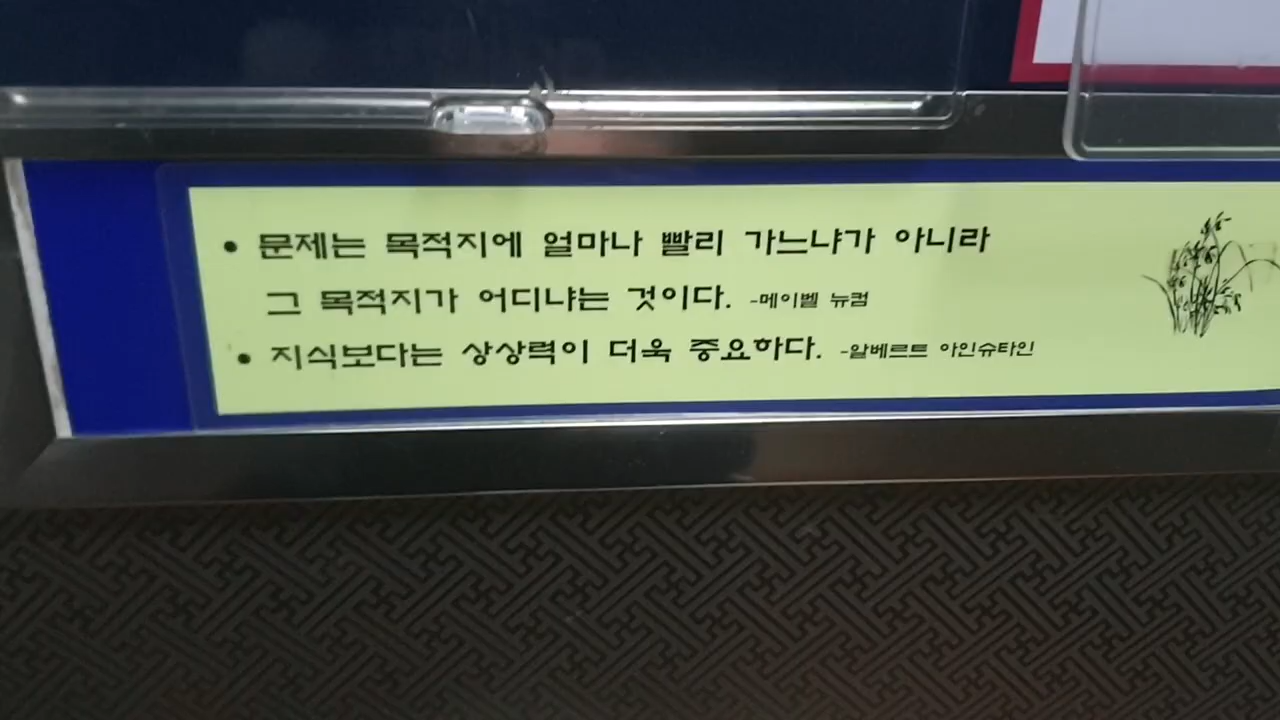 • 문제는 목적지에 얼마나 빨리 가느냐가 아니라
그 목적지가 어디냐는 것이다. -메이벨 뉴컴
• 지식보다는 상상력이 더욱 중요하다. -알베르트 아인슈타인